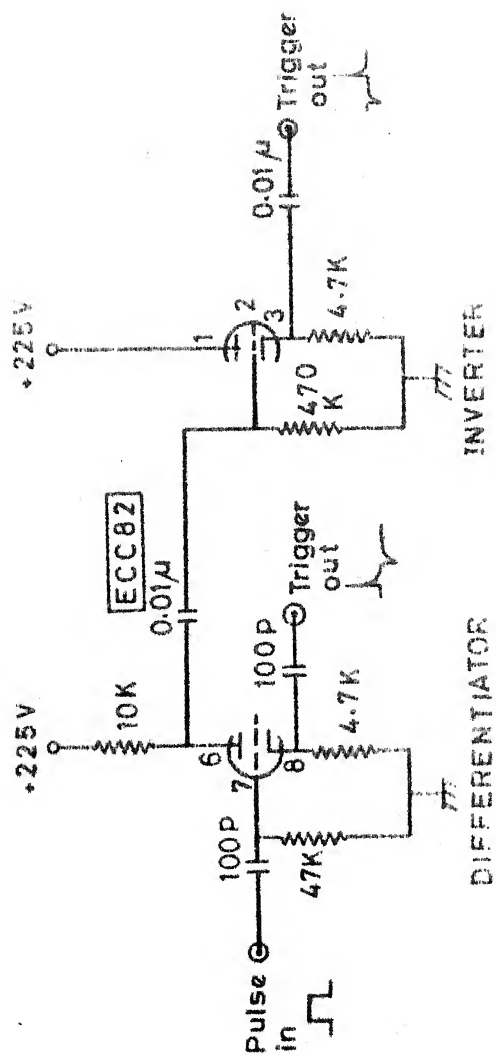 +225V
+225V
10K
ECC82
0.01μ
1
2
3
0.01μ
Trigger
out
6
7
8
100P
100P
Trigger
out
470
K
4.7K
Pulse
in
47K
4.7K
DIFFERENTIATOR
INVERTER